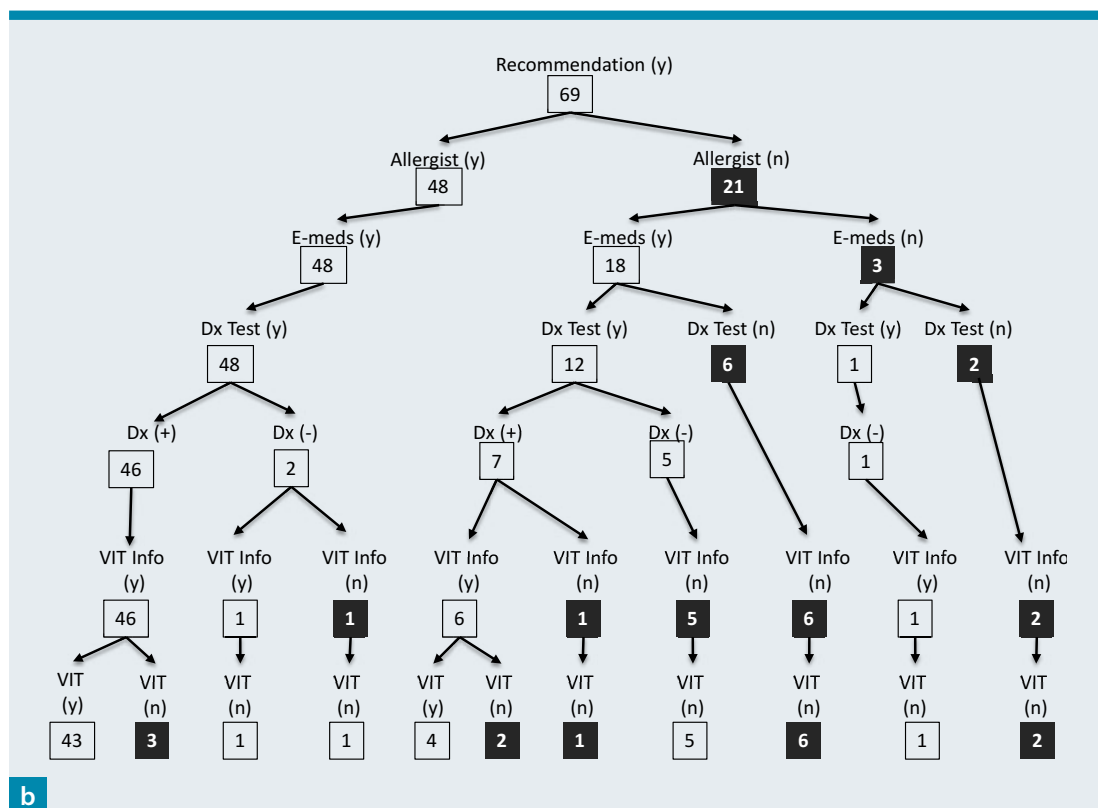 Recommendation (y)
69
Allergist (y) Allergist (n)
48 21
E-meds (y) E-meds (y) E-meds (n)
48 18 3
Dx Test (y) Dx Test (y) Dx Test (n) Dx Test (y) Dx Test (n)
48 12 6 1 2
Dx (+) Dx (-) Dx (+) Dx (-) Dx (-)
46 2 7 5 1
VIT Info VIT Info VIT Info VIT Info VIT Info VIT Info VIT Info VIT Info VIT Info
(y) (y) (n) (y) (n) (n) (n) (y) (n)
46 1 1 6 1 5 6 1 2
VIT VIT VIT VIT VIT VIT VIT VIT VIT VIT VIT
(y) (n) (n) (n) (y) (n) (n) (n) (n) (n) (n)
43 3 1 1 4 2 1 5 6 1 2
b